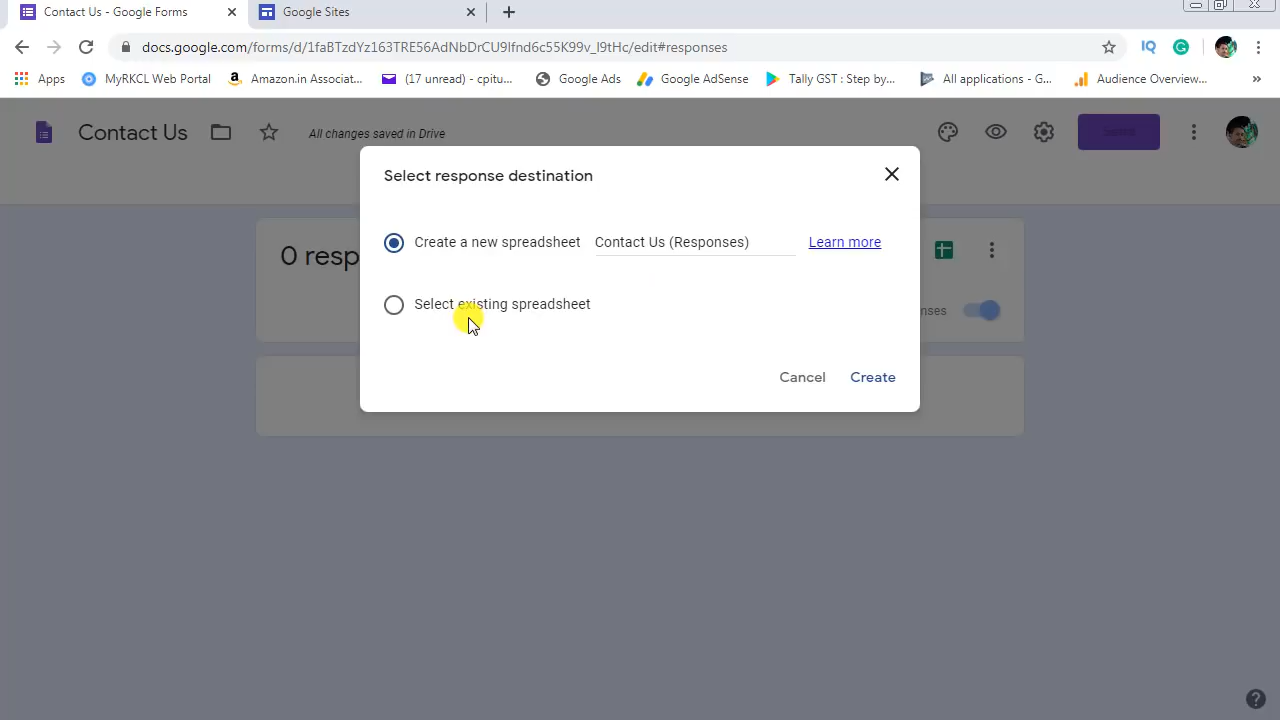 Contact Us - Google Forms
Google Sites
docs.google.com/forms/d/1faBTzdYz163TRE56AdNbDrCU9lfnd6c55K99v_l9tHc/edit#responses
IQ
G
Apps
MyRKCL Web Portal
Amazon.in Associat...
(17 unread) - cpitu...
Google Ads
Google Adsense
Tally GST : Step by...
All applications - G...
Audience Overview...
»
Contact Us
All changes saved in Drive
Select response destination
Create a new spreadsheet
Contact Us (Responses)
Learn more
Select existing spreadsheet
Cancel
Create
0 resp
nses